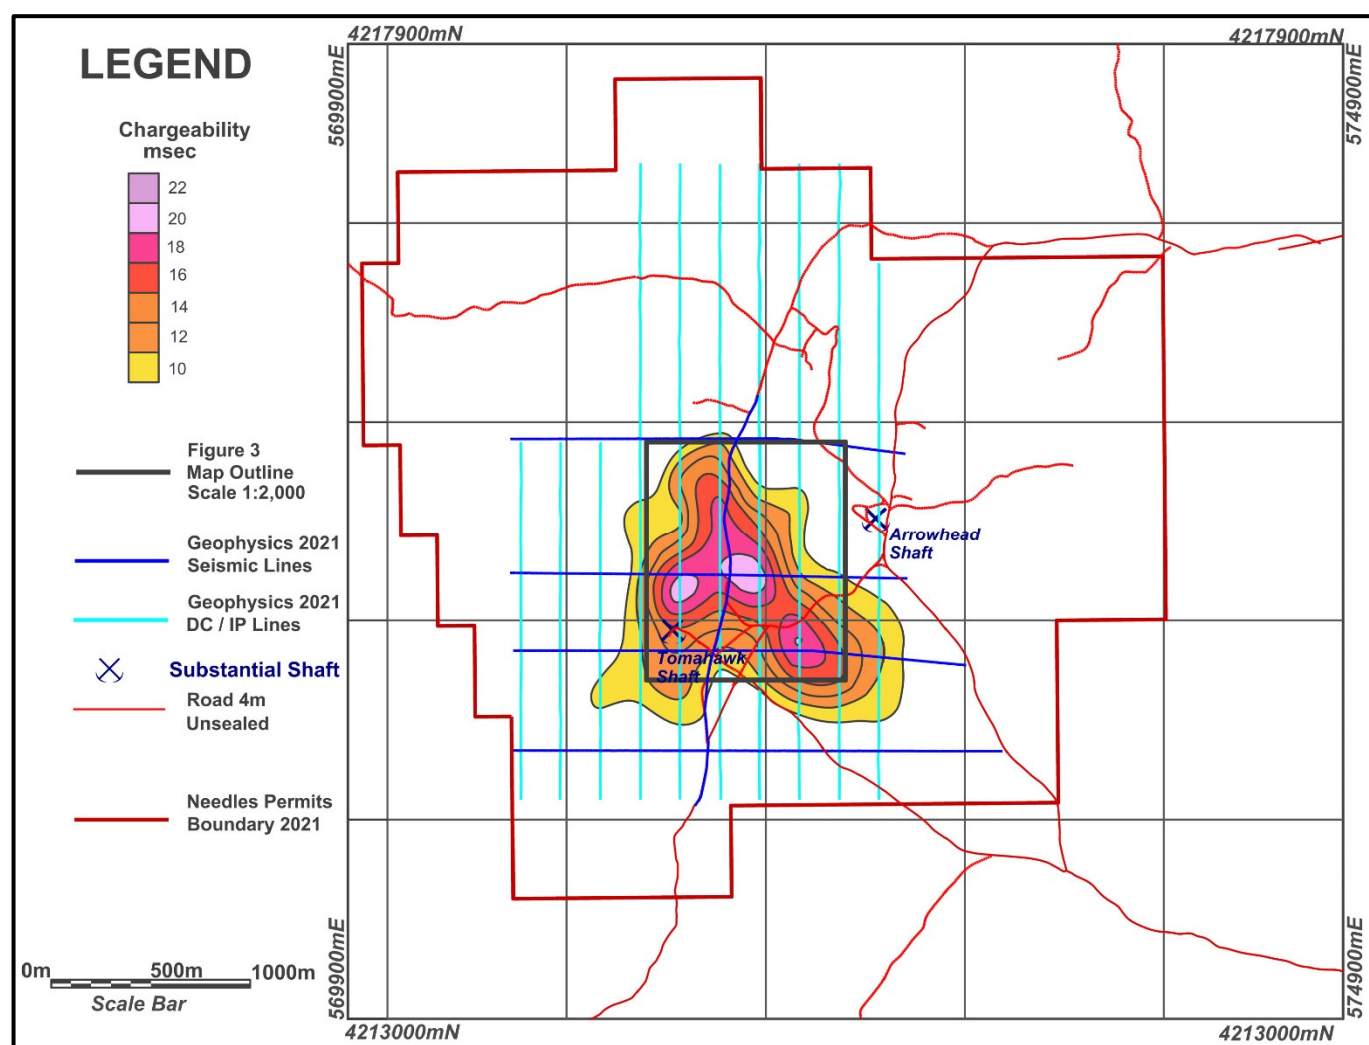 LEGEND
Chargeability
msec
22
20
18
16
14
12
10
Figure 3
Map Outline
Scale 1:2,000
Geophysics 2021
Seismic Lines
Geophysics 2021
DC / IP Lines
Substantial Shaft
Road 4m
Unsealed
Needles Permits
Boundary 2021
0m 500m 1000m
Scale Bar
4217900mN
4217900mN
569900mE
574900mE
Arrowhead
Shaft
Tomahawk
Shaft
569900mE
574900mE
4213000mN
4213000mN